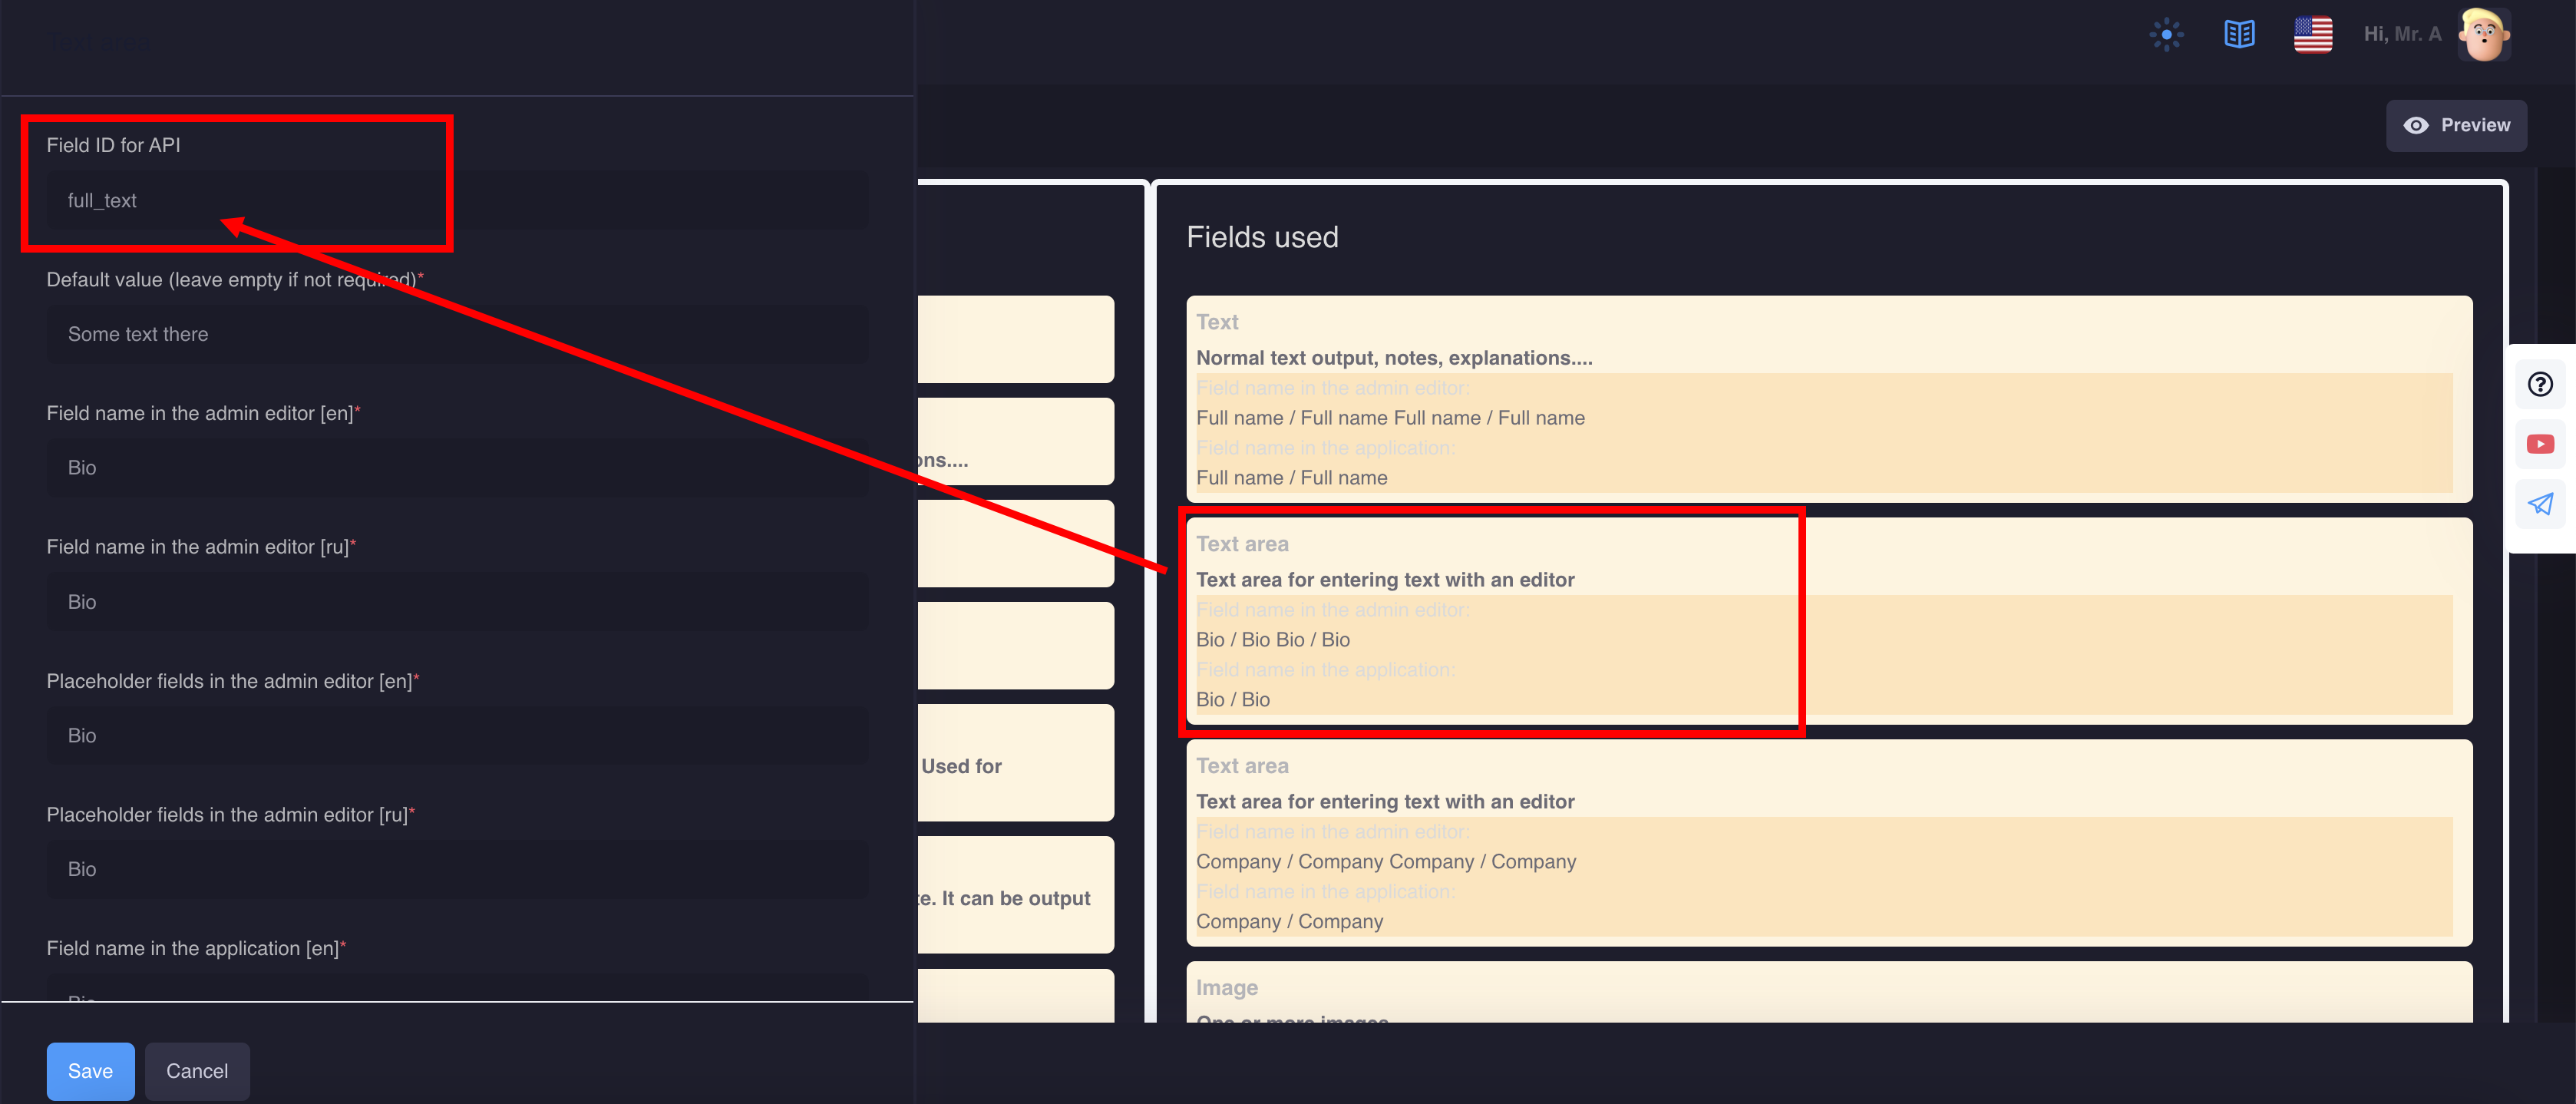 Text area
Hi, Mr. A
Preview
Field ID for API
full_text
Default value (leave empty if not required)*
Some text there
Field name in the admin editor [en]*
Bio
Field name in the admin editor [ru]*
Bio
Placeholder fields in the admin editor [en]*
Bio
Placeholder fields in the admin editor [ru]*
Bio
Field name in the application [en]*
Bio
Save
Cancel
ons....
Used for
te. It can be output
Fields used
Text
Normal text output, notes, explanations....
Field name in the admin editor:
Full name / Full name Full name / Full name
Field name in the application:
Full name / Full name
Text area
Text area for entering text with an editor
Field name in the admin editor:
Bio / Bio Bio / Bio
Field name in the application:
Bio / Bio
Text area
Text area for entering text with an editor
Field name in the admin editor:
Company / Company Company / Company
Field name in the application:
Company / Company
Image
One or more images